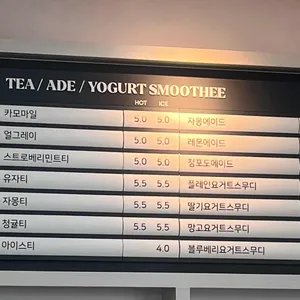 TEA / ADE / YOGURT SMOOTHEE
HOT ICE
카모마일 5.0 5.0 자몽에이드
얼그레이 5.0 5.0 레몬에이드
스트로베리민트티 5.0 5.0 청포도에이드
유자티 5.5 5.5 플레인요거트스무디
자몽티 5.5 5.5 딸기요거트스무디
청귤티 5.5 5.5 망고요거트스무디
아이스티 4.0 블루베리요거트스무디